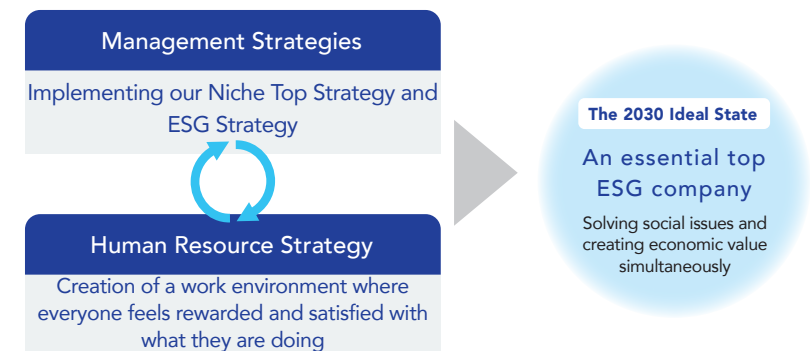 Management Strategies
Implementing our Niche Top Strategy and
ESG Strategy
Human Resource Strategy
Creation of a work environment where
everyone feels rewarded and satisfied with
what they are doing
The 2030 Ideal State
An essential top
ESG company
Solving social issues and
creating economic value
simultaneously